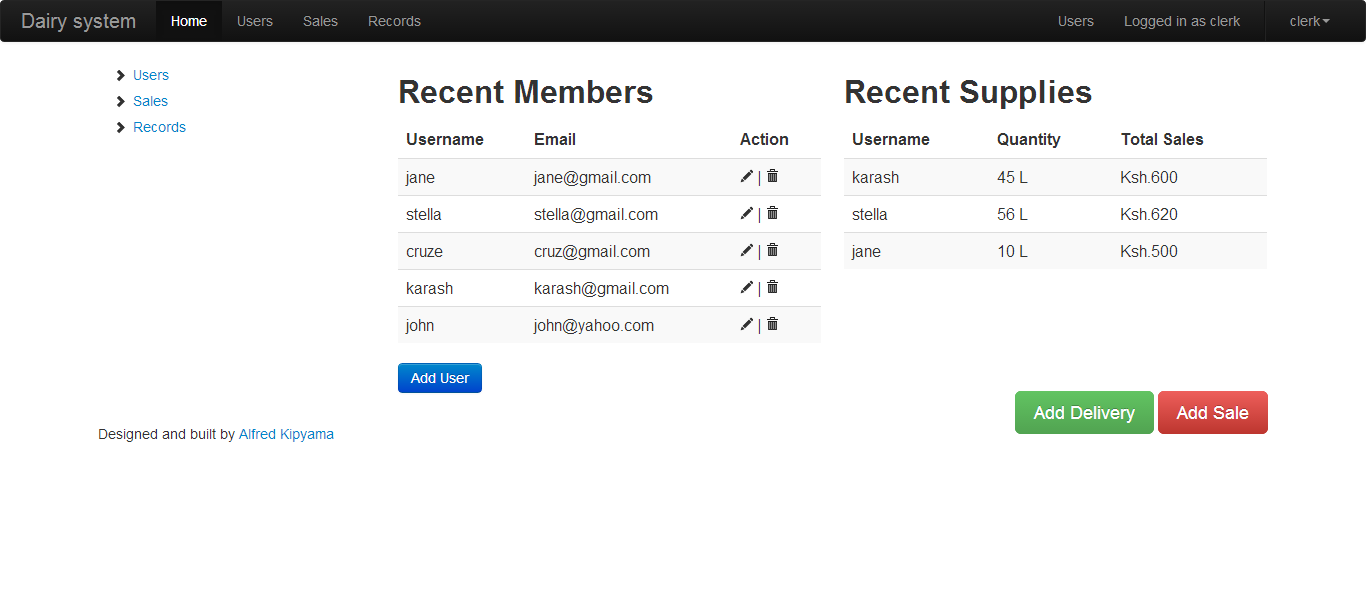 Dairy system Home Users Sales Records Users Logged in as clerk clerk
Users
Sales
Records
Recent Members
Username Email Action
jane jane@gmail.com |
stella stella@gmail.com |
cruze cruz@gmail.com |
karash karash@gmail.com |
john john@yahoo.com |
Add User
Recent Supplies
Username Quantity Total Sales
karash 45 L Ksh.600
stella 56 L Ksh.620
jane 10 L Ksh.500
Add Delivery Add Sale
Designed and built by Alfred Kipyama